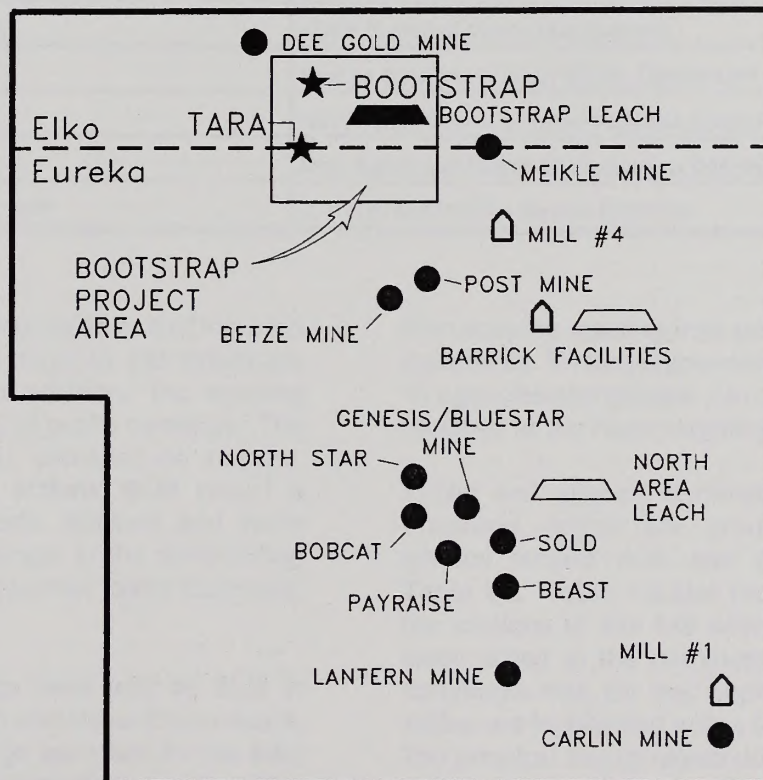 DEE GOLD MINE
BOOTSTRAP
BOOTSTRAP LEACH
TARA
Elko
Eureka
MEIKLE MINE
MILL #4
BOOTSTRAP
PROJECT
AREA
POST MINE
BETZE MINE
BARRICK FACILITIES
GENESIS/BLUESTAR
MINE
NORTH STAR
NORTH
AREA
LEACH
BOBCAT
SOLD
PAYRAISE
BEAST
MILL #1
LANTERN MINE
CARLIN MINE